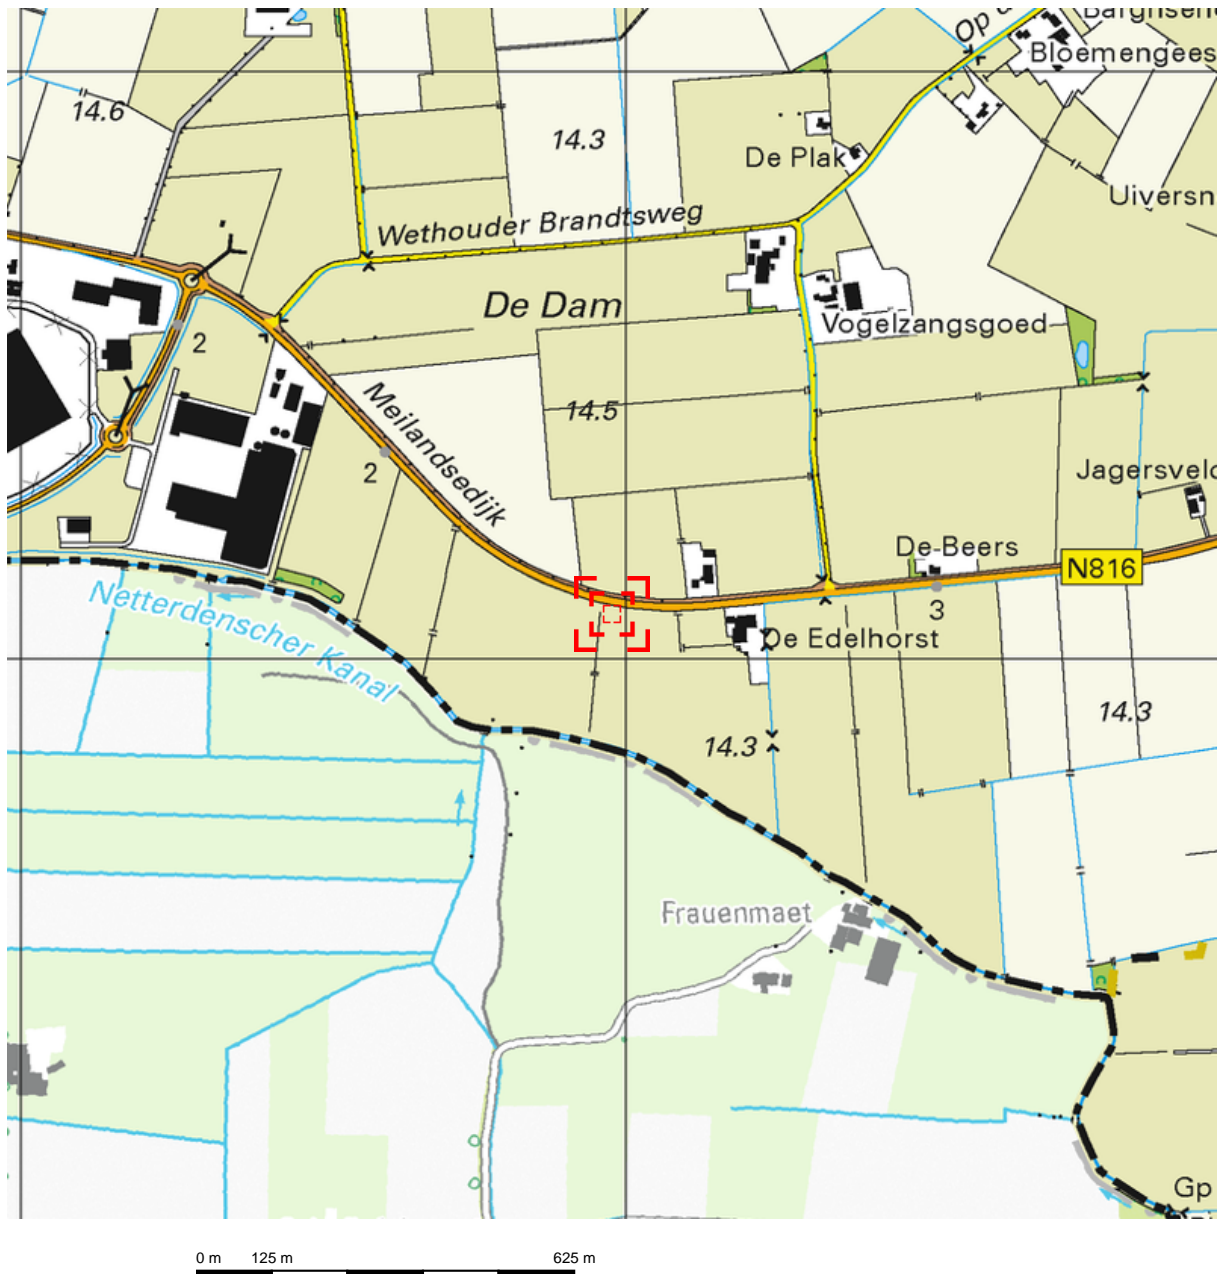 Op d
Bloemengees
14.6
14.3
De Plak
Uiversn
Wethouder Brandtsweg
De Dam
Vogelzangsgoed
2
Meilandsedijk
14.5
2
Jagersveld
De Beers
N816
3
Netterdenscher Kanal
De Edelhorst
14.3
14.3
Frauenmaet
Gp
0 m 125 m 625 m